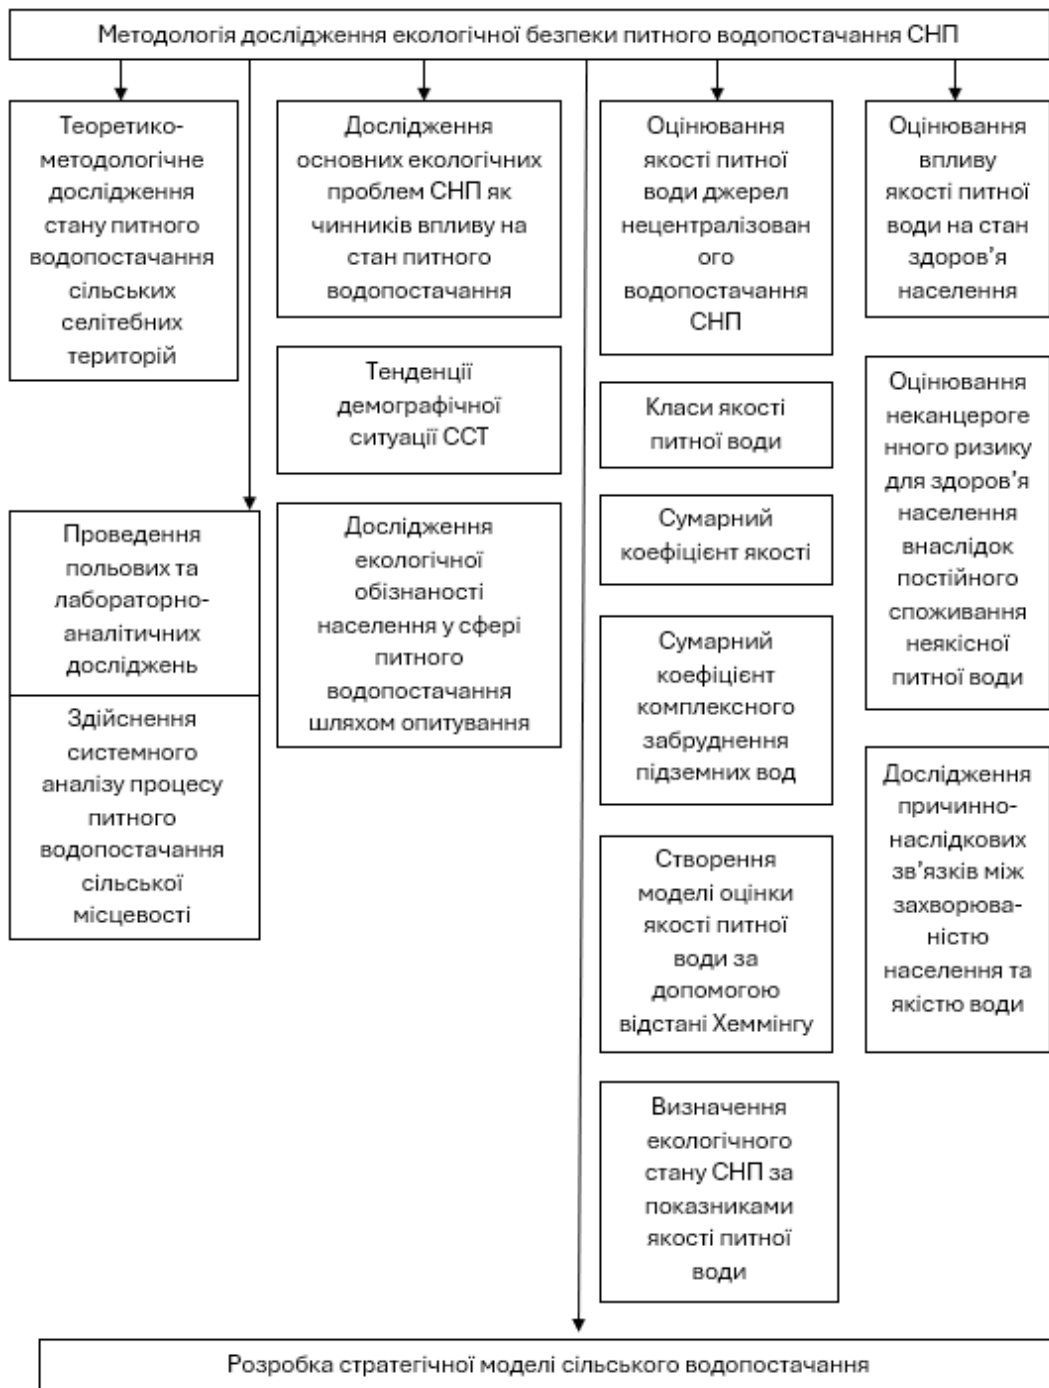 Методологія дослідження екологічної безпеки питного водопостачання СНП
Теоретико-
методологічне
дослідження
стану питного
водопостачання
сільських
селітебних
територій
Проведення
польових та
лабораторно-
аналітичних
досліджень
Здійснення
системного
аналізу процесу
питного
водопостачання
сільської
місцевості
Дослідження
основних екологічних
проблем СНП як
чинників впливу на
стан питного
водопостачання
Тенденції
демографічної
ситуації ССТ
Дослідження
екологічної
обізнаності
населення у сфері
питного
водопостачання
шляхом опитування
Оцінювання
якості питної
води джерел
нецентралізован
ого
водопостачання
СНП
Класи якості
питної води
Сумарний
коефіцієнт якості
Сумарний
коефіцієнт
комплексного
забруднення
підземних вод
Створення
моделі оцінки
якості питної
води за
допомогою
відстані Хеммінгу
Визначення
екологічного
стану СНП за
показниками
якості питної
води
Оцінювання
впливу
якості питної
води на стан
здоров’я
населення
Оцінювання
неканцероге
нного ризику
для здоров’я
населення
внаслідок
постійного
споживання
неякісної
питної води
Дослідження
причинно-
наслідкових
зв’язків між
захворюва-
ністю
населення та
якістю води
Розробка стратегічної моделі сільського водопостачання